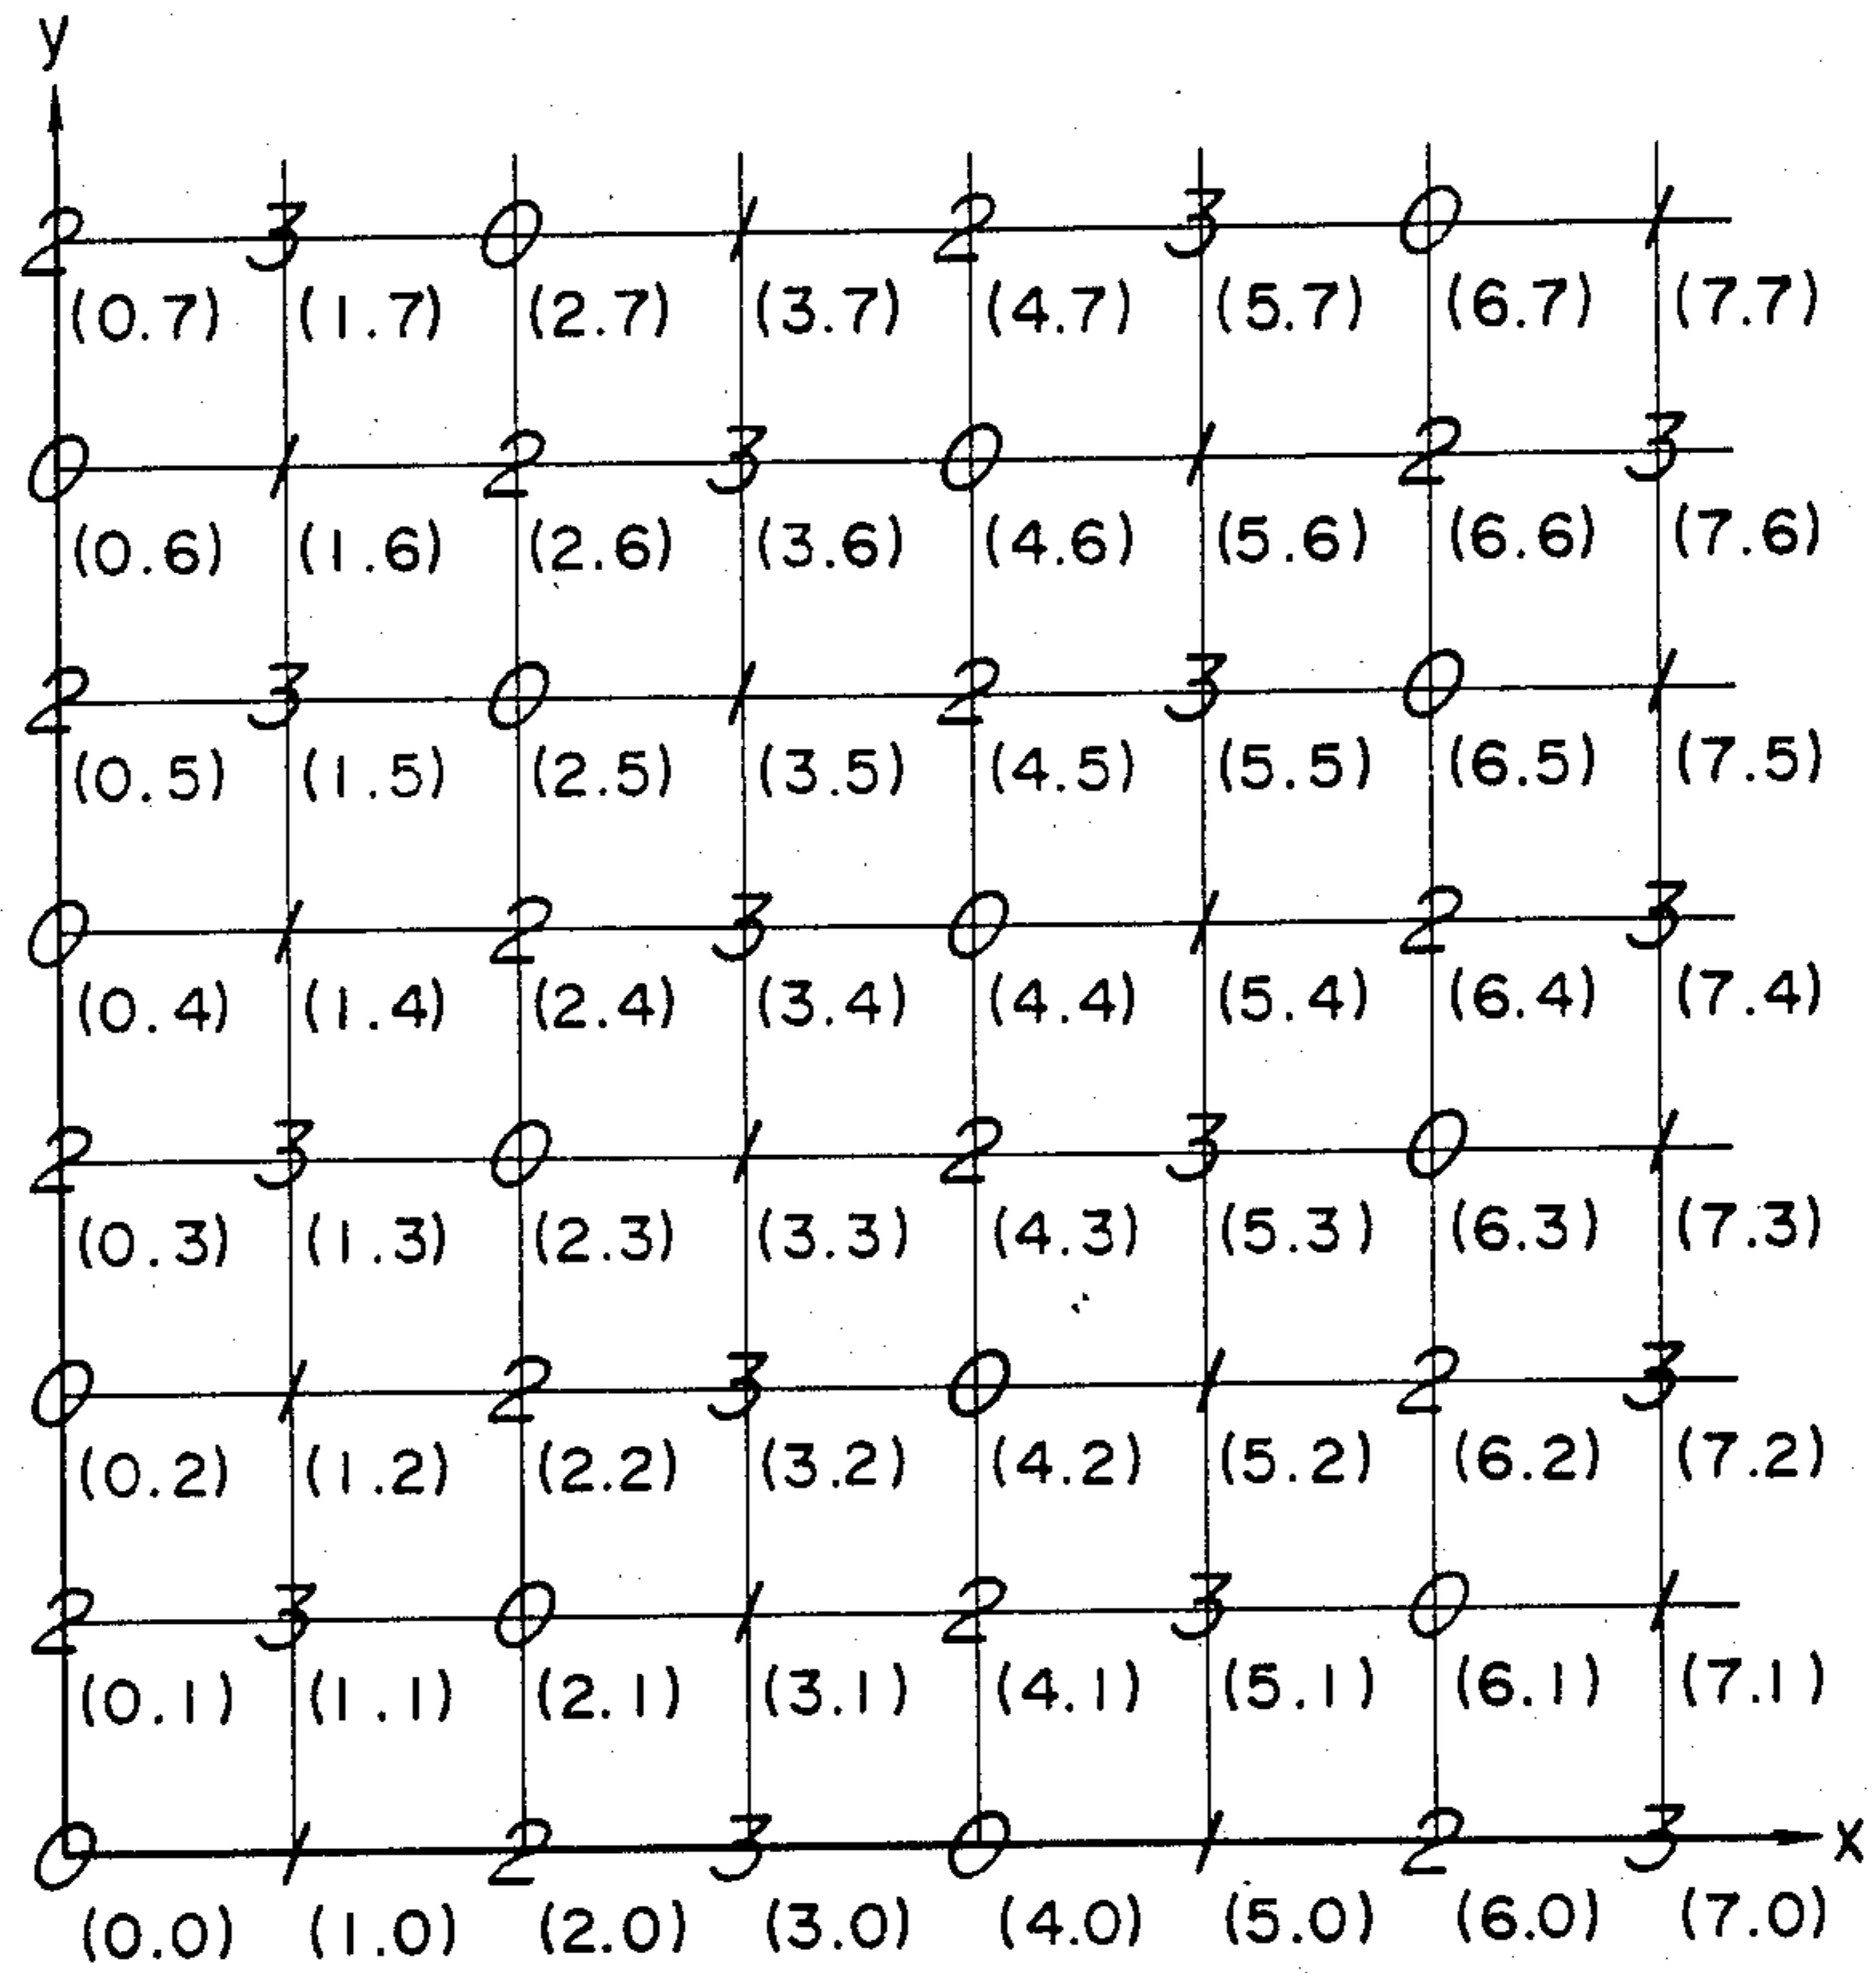 y
2 3 0 1 2 3 0 1
(0.7) (1.7) (2.7) (3.7) (4.7) (5.7) (6.7) (7.7)
0 1 2 3 0 1 2 3
(0.6) (1.6) (2.6) (3.6) (4.6) (5.6) (6.6) (7.6)
2 3 0 1 2 3 0 1
(0.5) (1.5) (2.5) (3.5) (4.5) (5.5) (6.5) (7.5)
0 1 2 3 0 1 2 3
(0.4) (1.4) (2.4) (3.4) (4.4) (5.4) (6.4) (7.4)
2 3 0 1 2 3 0 1
(0.3) (1.3) (2.3) (3.3) (4.3) (5.3) (6.3) (7.3)
0 1 2 3 0 1 2 3
(0.2) (1.2) (2.2) (3.2) (4.2) (5.2) (6.2) (7.2)
2 3 0 1 2 3 0 1
(0.1) (1.1) (2.1) (3.1) (4.1) (5.1) (6.1) (7.1)
0 1 2 3 0 1 2 3 x
(0.0) (1.0) (2.0) (3.0) (4.0) (5.0) (6.0) (7.0)